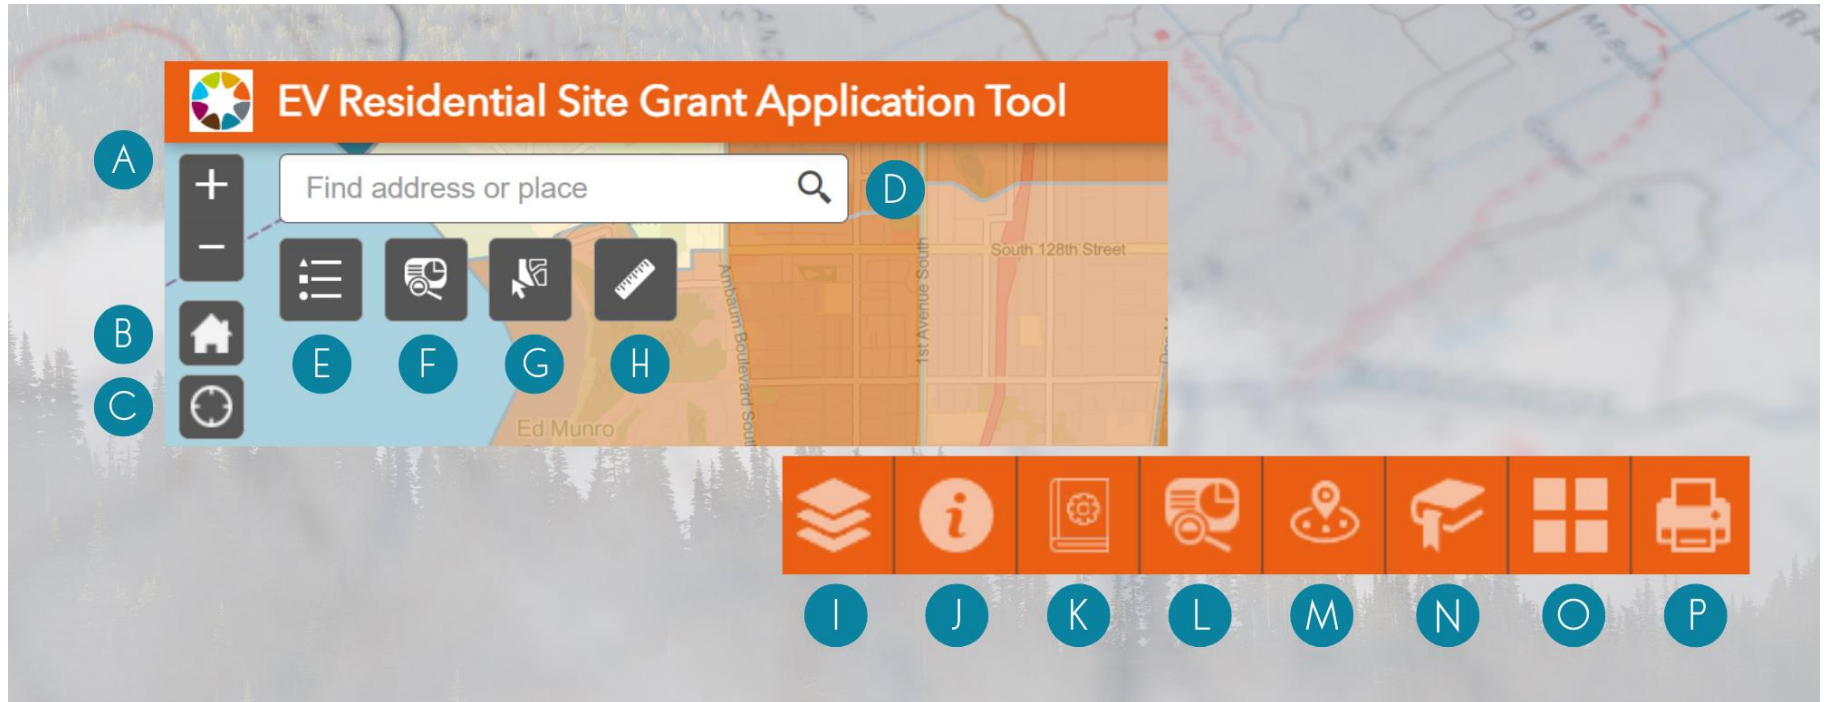 EV Residential Site Grant Application Tool
A
+
Find address or place
D
−
South 128th Street
Ambaum Boulevard South
1st Avenue South
B
E
F
G
H
C
Ed Munro
i
I
J
K
L
M
N
O
P